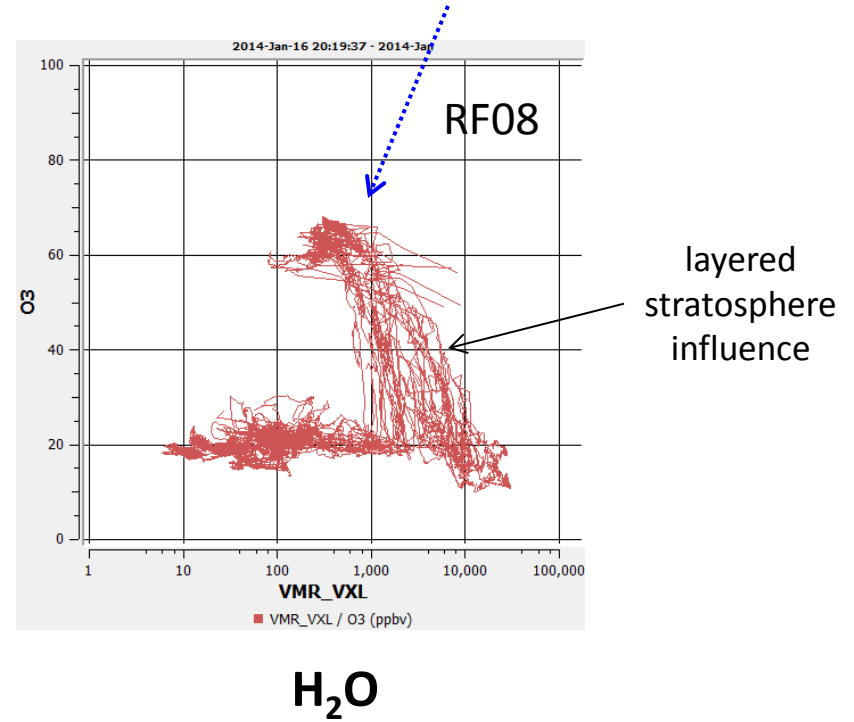 2014-Jan-16 20:19:37 - 2014-Jan
100
80
60
40
20
0
O3
RF08
layered
stratosphere
influence
1
10
100
1,000
10,000
100,000
VMR_VXL
VMR_VXL / O3 (ppbv)
H₂O